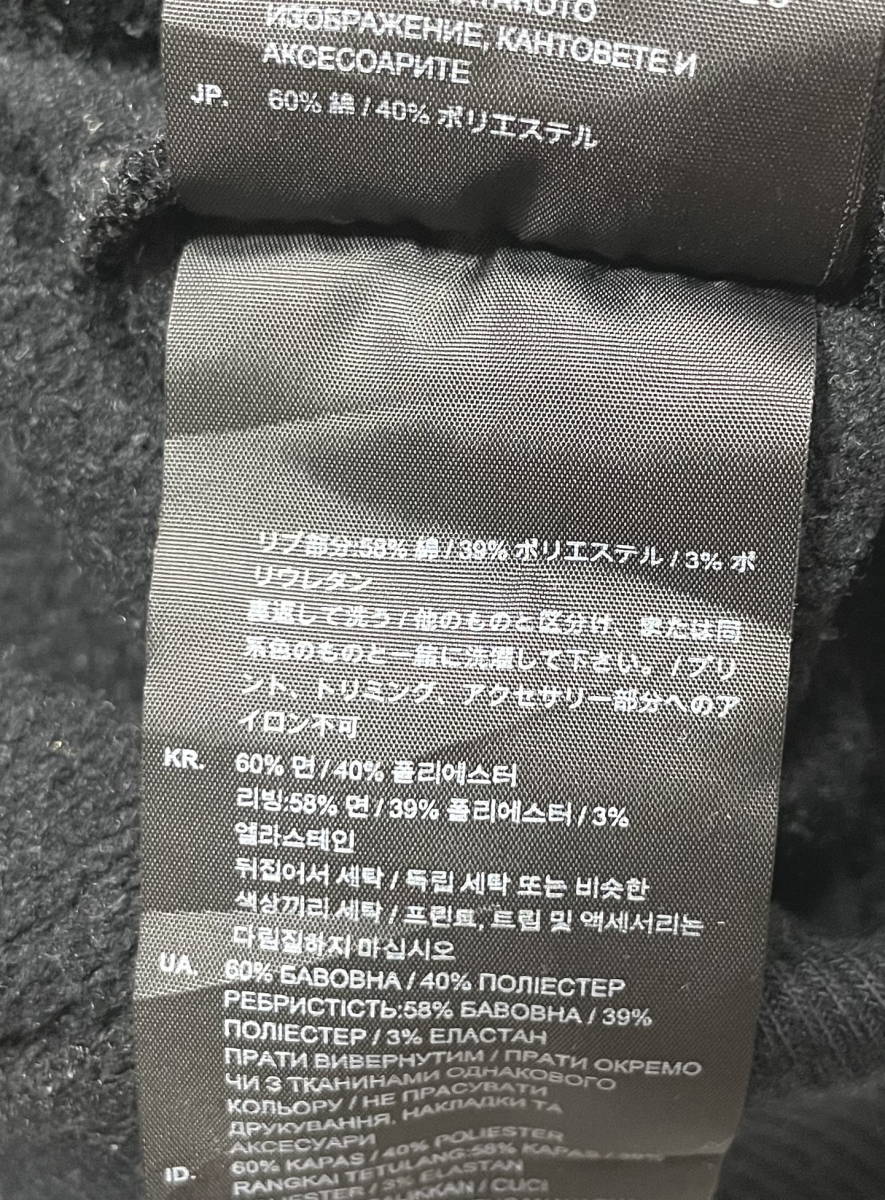 ИЗОБРАЖЕНИЕ, КАНТОВЕТЕ И
АКСЕСОАРИТЕ
JP. 60% 綿 / 40% ポリエステル
リブ部分:58% 綿 / 39% ポリエステル / 3% ポ
リウレタン
裏返して洗う / 他のものと区分け、または同
系色のものと一緒に洗濯して下さい。 / プリ
ント、トリミング、アクセサリー部分へのア
イロン不可
KR. 60% 면 / 40% 폴리에스터
리빙:58% 면 / 39% 폴리에스터 / 3%
엘라스테인
뒤집어서 세탁 / 독립 세탁 또는 비슷한
색상끼리 세탁 / 프린트, 트림 및 액세서리는
다림질하지 마십시오
UA. 60% БАВОВНА / 40% ПОЛІЕСТЕР
РЕБРИСТІСТЬ:58% БАВОВНА / 39%
ПОЛІЕСТЕР / 3% ЕЛАСТАН
ПРАТИ ВИВЕРНУТИМ / ПРАТИ ОКРЕМО
ЧИ З ТКАНИНАМИ ОДНАКОВОГО
КОЛЬОРУ / НЕ ПРАСУВАТИ
ДРУКУВАННЯ, НАКЛАДКИ ТА
АКСЕСУАРИ
ID. 60% KAPAS / 40% POLIESTER
RANGKAI TETULANG:58% KAPAS / 39%
/ 3% ELASTAN
/ CUCI